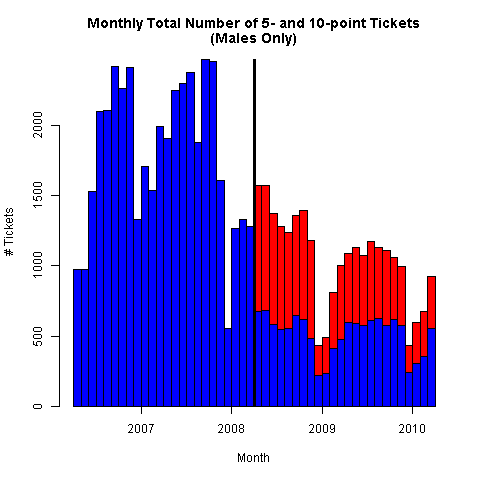 Monthly Total Number of 5- and 10-point Tickets
(Males Only)
# Tickets
2000
1500
1000
500
0
2007 2008 2009 2010
Month